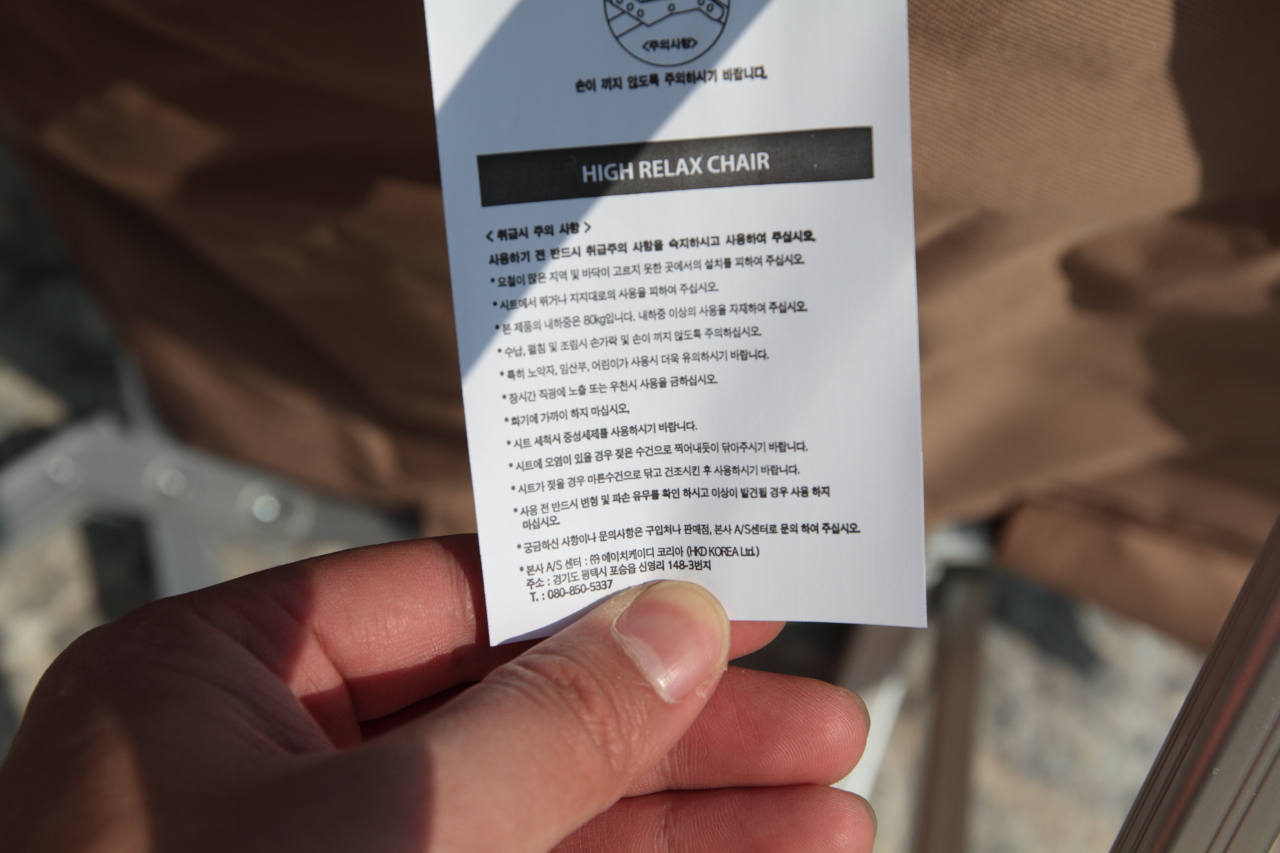 <주의사항>
손이 끼지 않도록 주의하시기 바랍니다.
HIGH RELAX CHAIR
< 취급시 주의 사항 >
사용하기 전 반드시 취급주의 사항을 숙지하시고 사용하여 주십시오.
* 요철이 많은 지역 및 바닥이 고르지 못한 곳에서의 설치를 피하여 주십시오.
* 시트에서 뛰거나 지지대로의 사용을 피하여 주십시오.
* 본 제품의 내하중은 80kg입니다. 내하중 이상의 사용을 자재하여 주십시오.
* 수납, 펼침 및 조립시 손가락 및 손이 끼지 않도록 주의하십시오.
* 특히 노약자, 임산부, 어린이가 사용시 더욱 유의하시기 바랍니다.
* 장시간 직광에 노출 또는 우천시 사용을 금하십시오.
* 화기에 가까이 하지 마십시오.
* 시트 세척시 중성세제를 사용하시기 바랍니다.
* 시트에 오염이 있을 경우 젖은 수건으로 찍어내듯이 닦아주시기 바랍니다.
* 시트가 젖을 경우 마른수건으로 닦고 건조시킨 후 사용하시기 바랍니다.
* 사용 전 반드시 변형 및 파손 유무를 확인 하시고 이상이 발견될 경우 사용 하지
마십시오.
* 궁금하신 사항이나 문의사항은 구입처나 판매점, 본사 A/S센터로 문의 하여 주십시오.
* 본사 A/S 센터 : ㈜ 에이치케이디 코리아 (HKD KOREA Ltd.)
주소 : 경기도 평택시 포승읍 신영리 148-3번지
T. : 080-850-5337